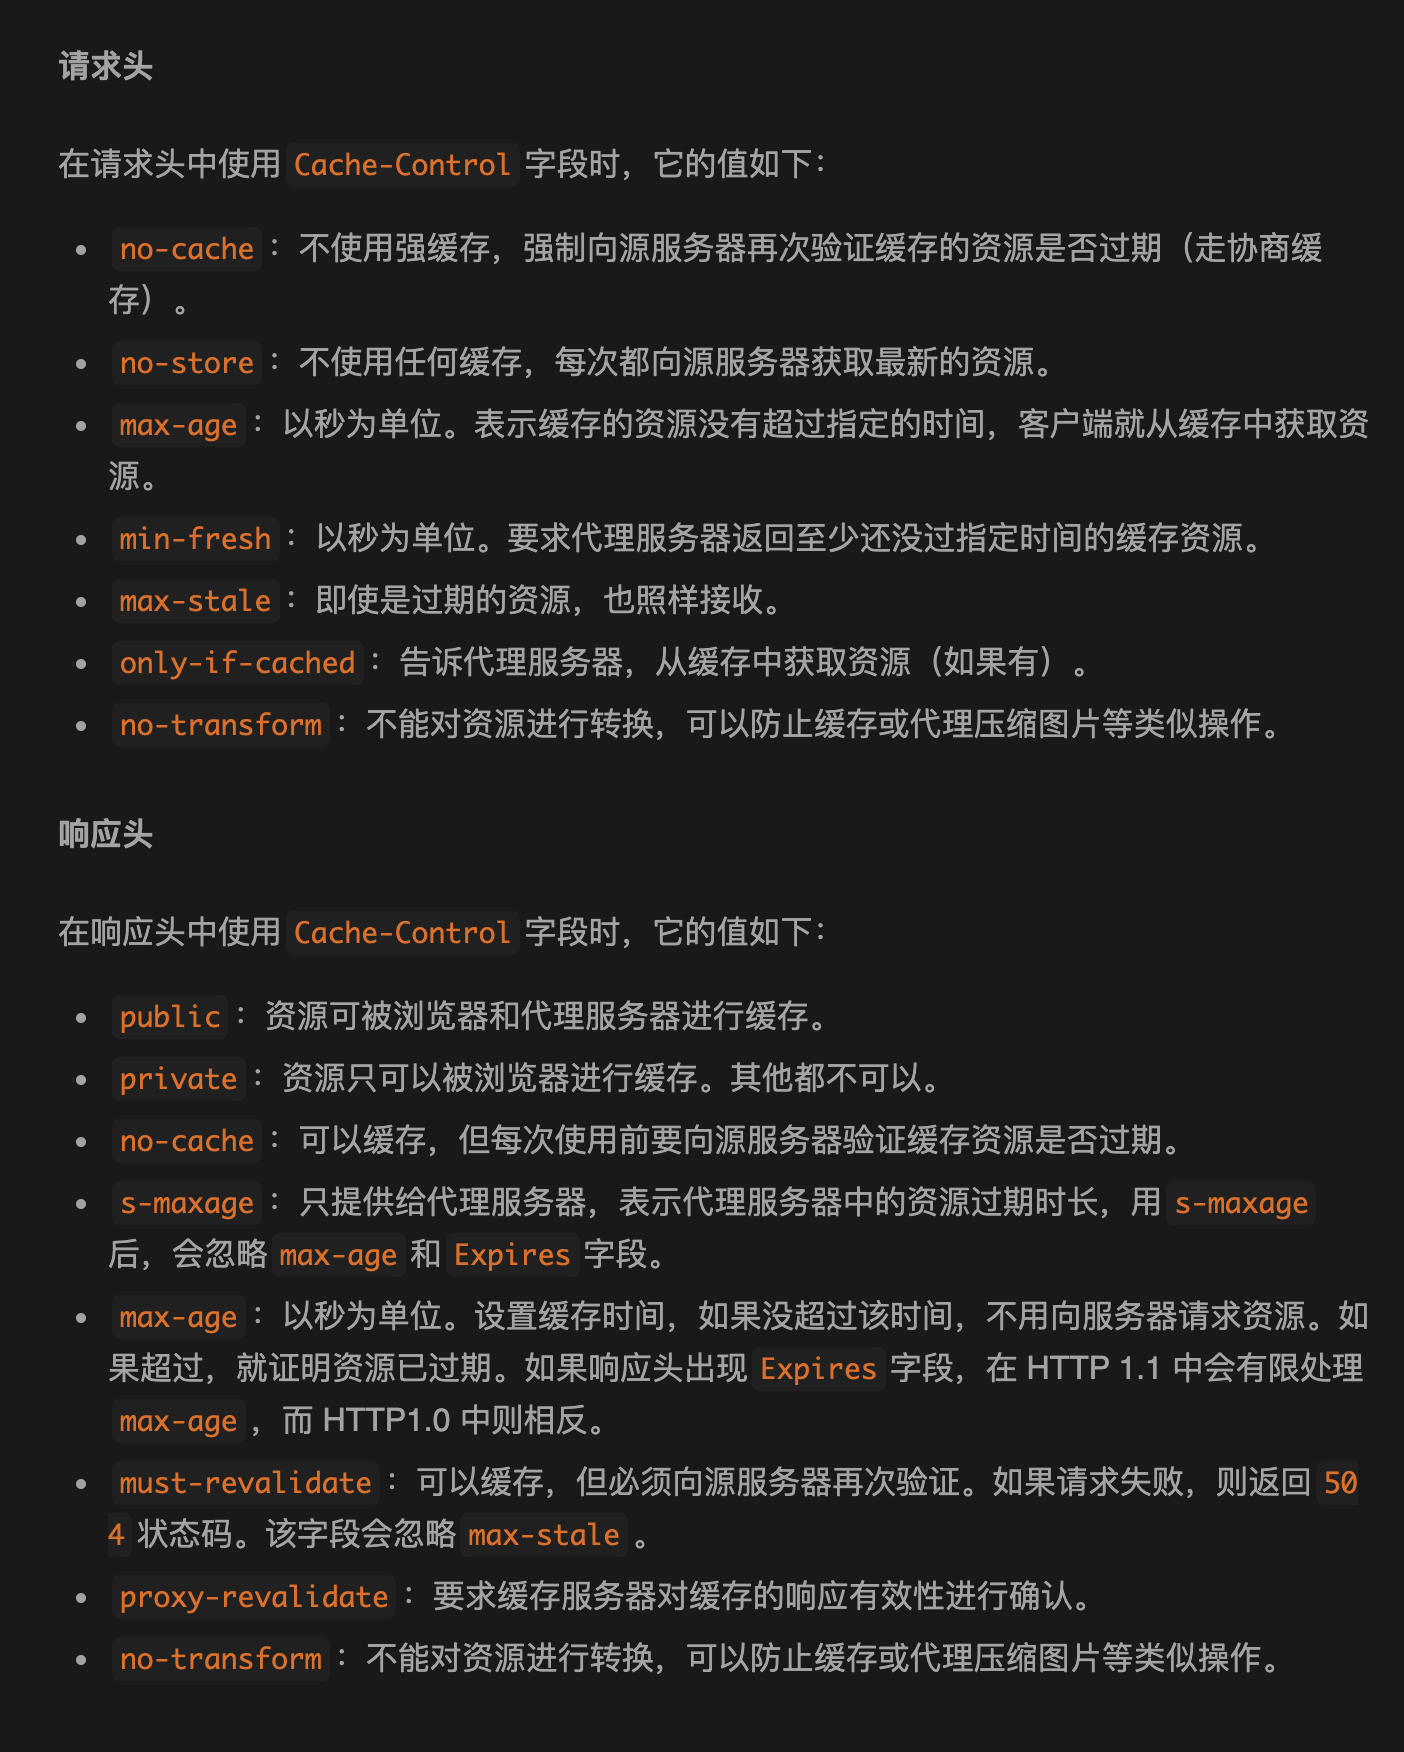 请求头
在请求头中使用 Cache-Control 字段时，它的值如下：
no-cache： 不使用强缓存，强制向源服务器再次验证缓存的资源是否过期（走协商缓
存）。
no-store： 不使用任何缓存，每次都向源服务器获取最新的资源。
max-age： 以秒为单位。表示缓存的资源没有超过指定的时间，客户端就从缓存中获取资
源。
min-fresh： 以秒为单位。要求代理服务器返回至少还没过指定时间的缓存资源。
max-stale： 即使是过期的资源，也照样接收。
only-if-cached： 告诉代理服务器，从缓存中获取资源（如果有）。
no-transform： 不能对资源进行转换，可以防止缓存或代理压缩图片等类似操作。
响应头
在响应头中使用 Cache-Control 字段时，它的值如下：
public： 资源可被浏览器和代理服务器进行缓存。
private： 资源只可以被浏览器进行缓存。其他都不可以。
no-cache： 可以缓存，但每次使用前要向源服务器验证缓存资源是否过期。
s-maxage： 只提供给代理服务器，表示代理服务器中的资源过期时长，用 s-maxage
后，会忽略 max-age 和 Expires 字段。
max-age： 以秒为单位。设置缓存时间，如果没超过该时间，不用向服务器请求资源。如
果超过，就证明资源已过期。如果响应头出现 Expires 字段，在 HTTP 1.1 中会有限处理
max-age，而 HTTP1.0 中则相反。
must-revalidate： 可以缓存，但必须向源服务器再次验证。如果请求失败，则返回 50
4 状态码。该字段会忽略 max-stale。
proxy-revalidate： 要求缓存服务器对缓存的响应有效性进行确认。
no-transform： 不能对资源进行转换，可以防止缓存或代理压缩图片等类似操作。